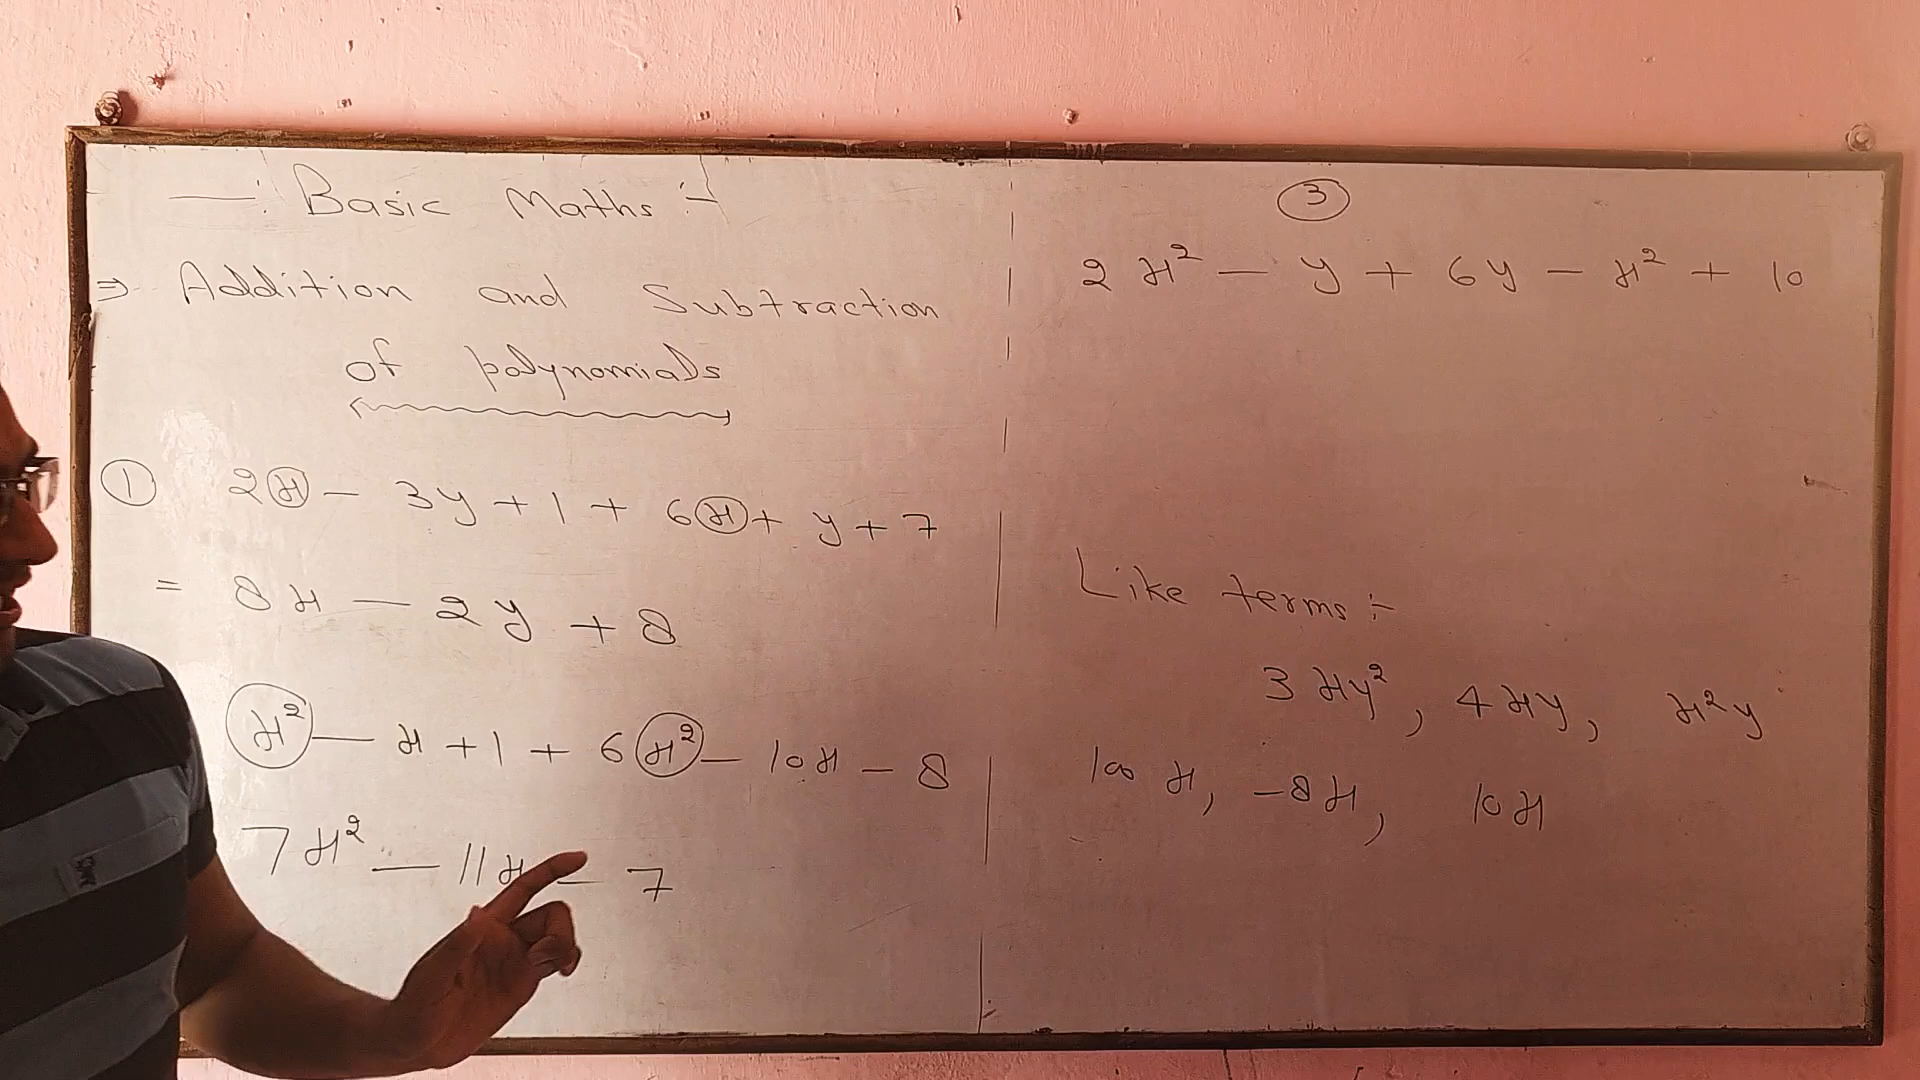 —: Basic Maths :-
⇒ Addition and Subtraction
of polynomials
① 2x - 3y + 1 + 6x + y + 7
= 8x - 2y + 8
x² - x + 1 + 6x² - 10x - 8
7x² - 11x - 7
③
2x² - y + 6y - x² + 10
Like terms :-
3xy², 4xy, x²y
100x, -8x, 10x